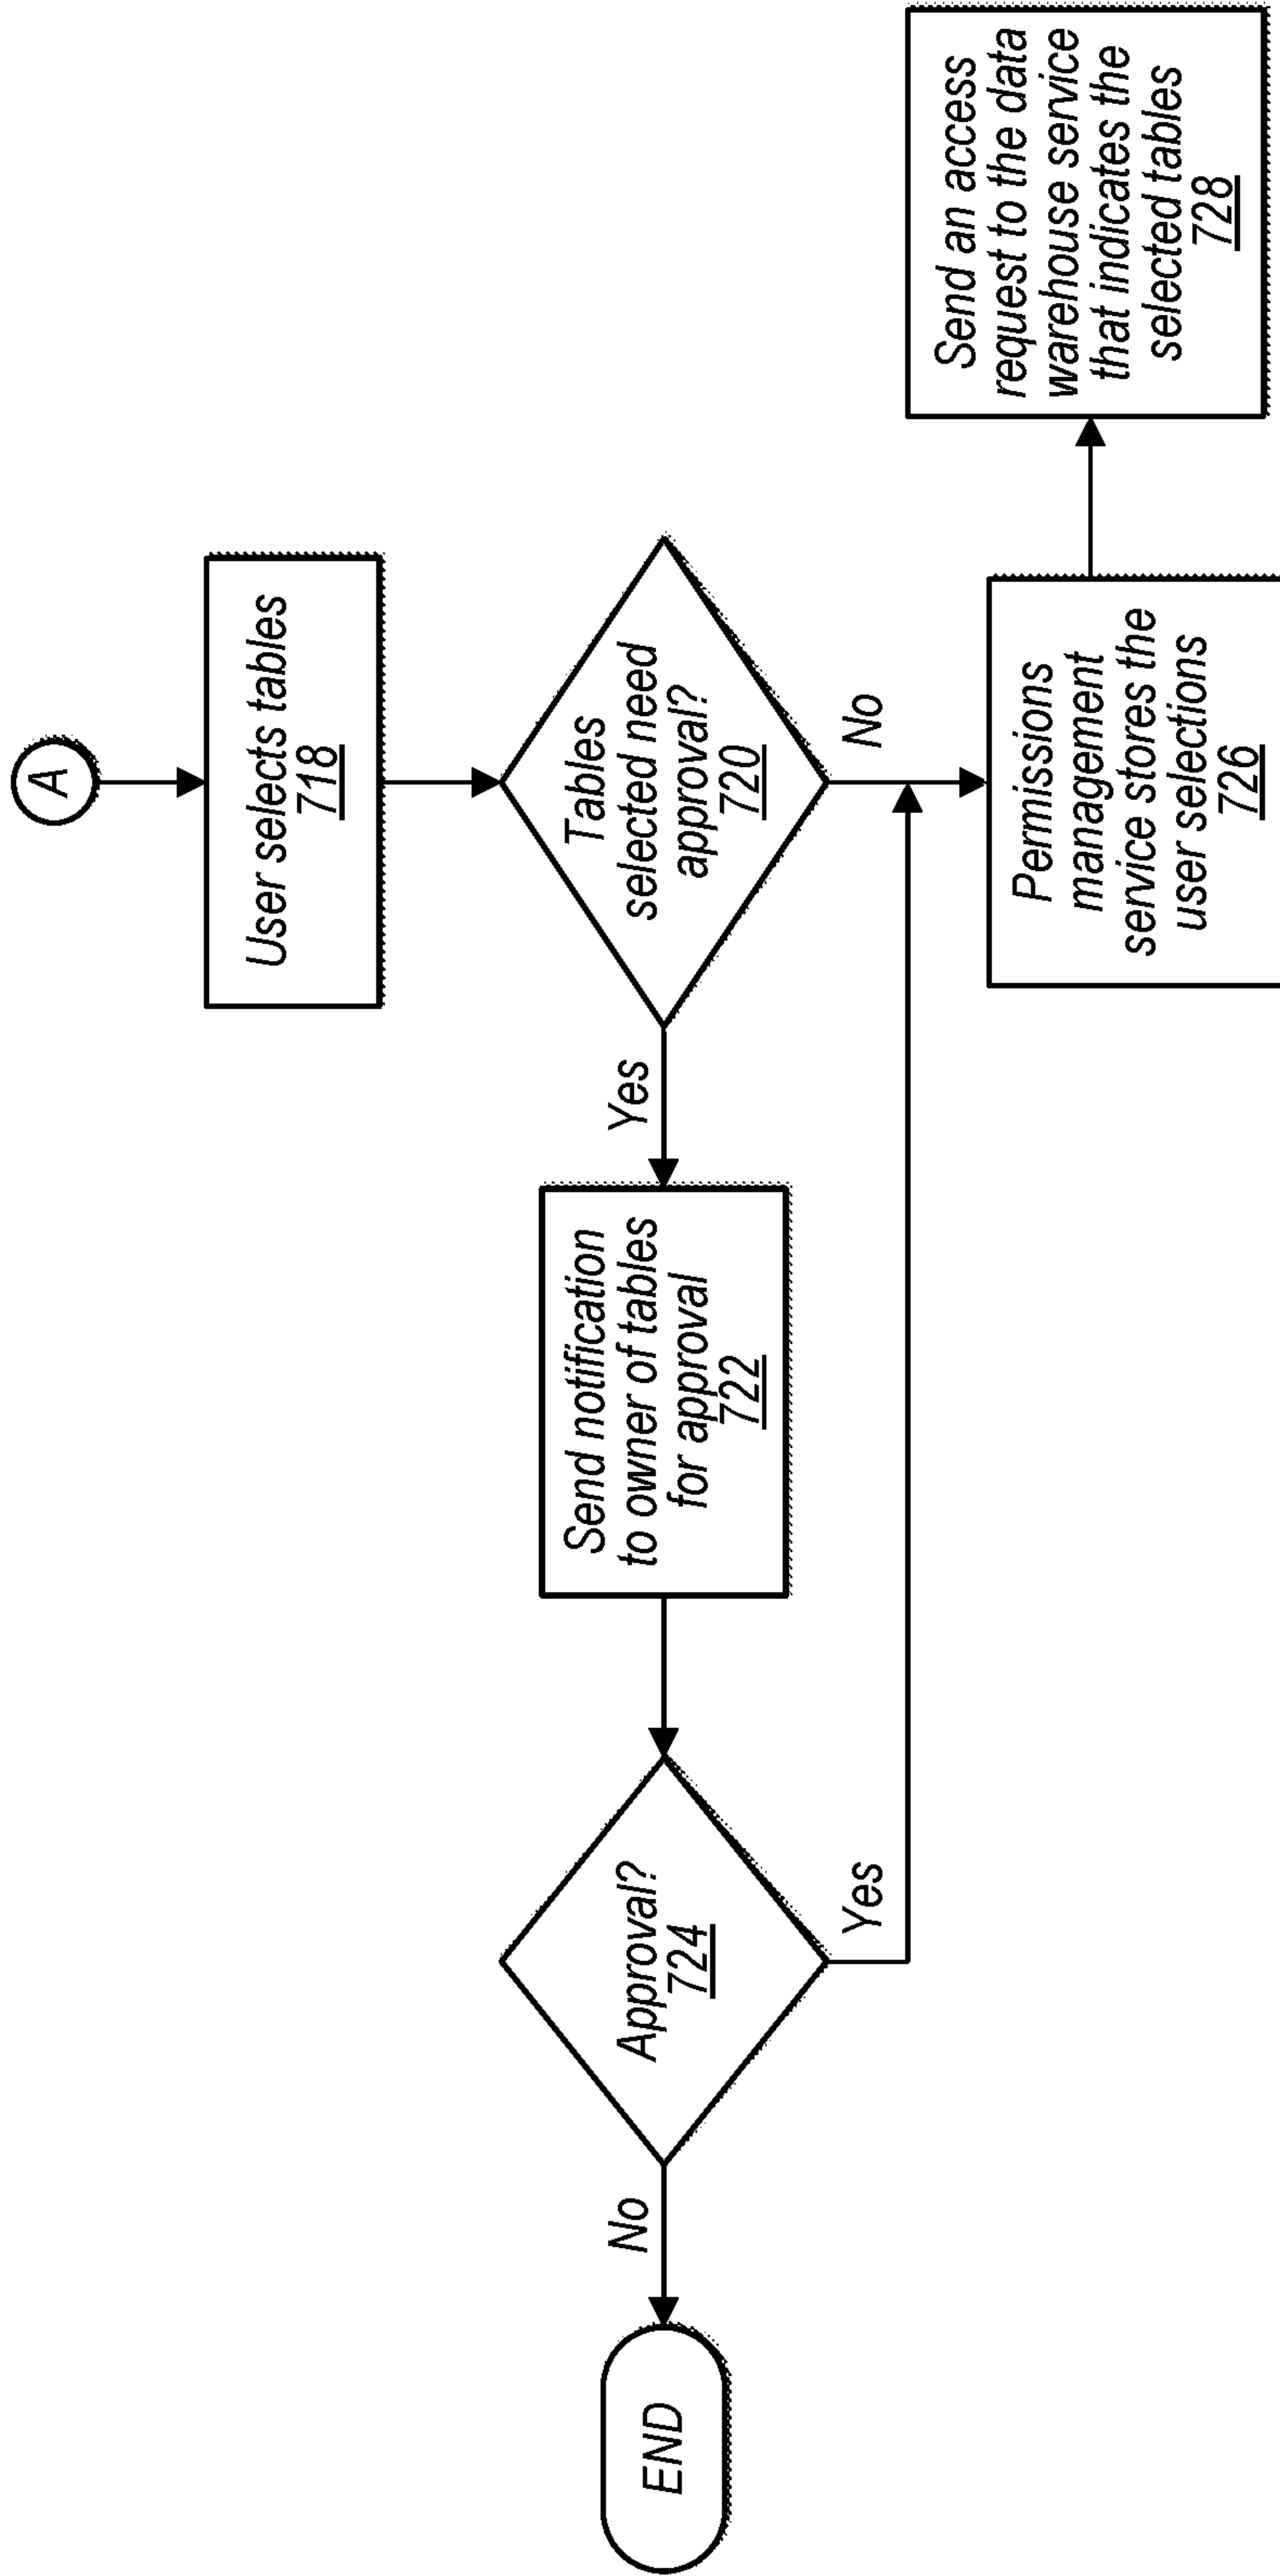 A
User selects tables
718
Tables
selected need
approval?
720
Yes
No
Send notification
to owner of tables
for approval
722
Approval?
724
No
Yes
END
Permissions
management
service stores the
user selections
726
Send an access
request to the data
warehouse service
that indicates the
selected tables
728